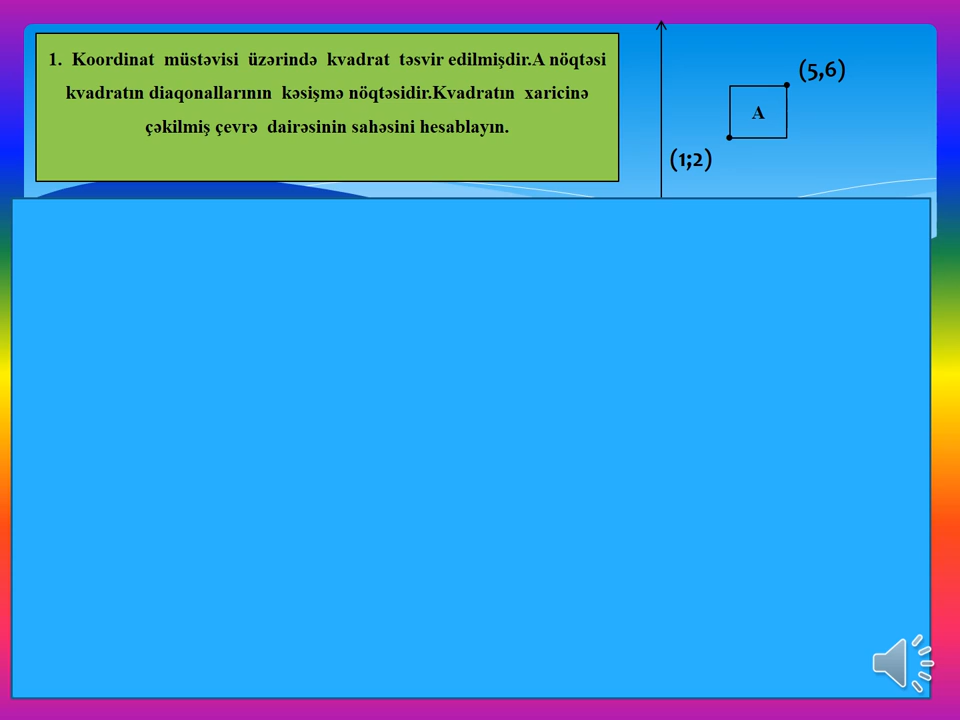 1. Koordinat müstəvisi üzərində kvadrat təsvir edilmişdir.A nöqtəsi
kvadratın diaqonallarının kəsişmə nöqtəsidir.Kvadratın xaricinə
çəkilmiş çevrə dairəsinin sahəsini hesablayın.
(5,6)
A
(1;2)